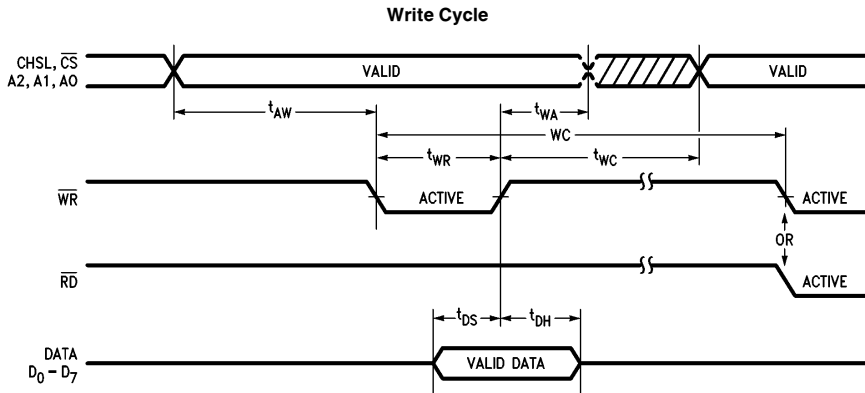 Write Cycle
CHSL, CS
A2, A1, A0
VALID
VALID
tAW
tWA
WC
tWR
tWC
WR
ACTIVE
ACTIVE
OR
RD
ACTIVE
tDS
tDH
DATA
D0 – D7
VALID DATA